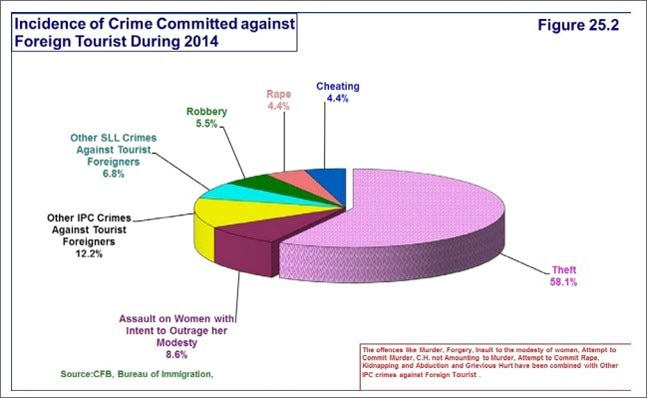 Incidence of Crime Committed against
Foreign Tourist During 2014
Figure 25.2
Cheating
4.4%
Rape
4.4%
Robbery
5.5%
Other SLL Crimes
Against Tourist
Foreigners
6.8%
Other IPC Crimes
Against Tourist
Foreigners
12.2%
Theft
58.1%
Assault on Women with
Intent to Outrage her
Modesty
8.6%
Source:CFB, Bureau of Immigration,
The offences like Murder, Forgery, Insult to the modesty of women, Attempt to
Commit Murder, C.H. not Amounting to Murder, Attempt to Commit Rape,
Kidnapping and Abduction and Grievious Hurt have been combined with Other
IPC crimes against Foreign Tourist .